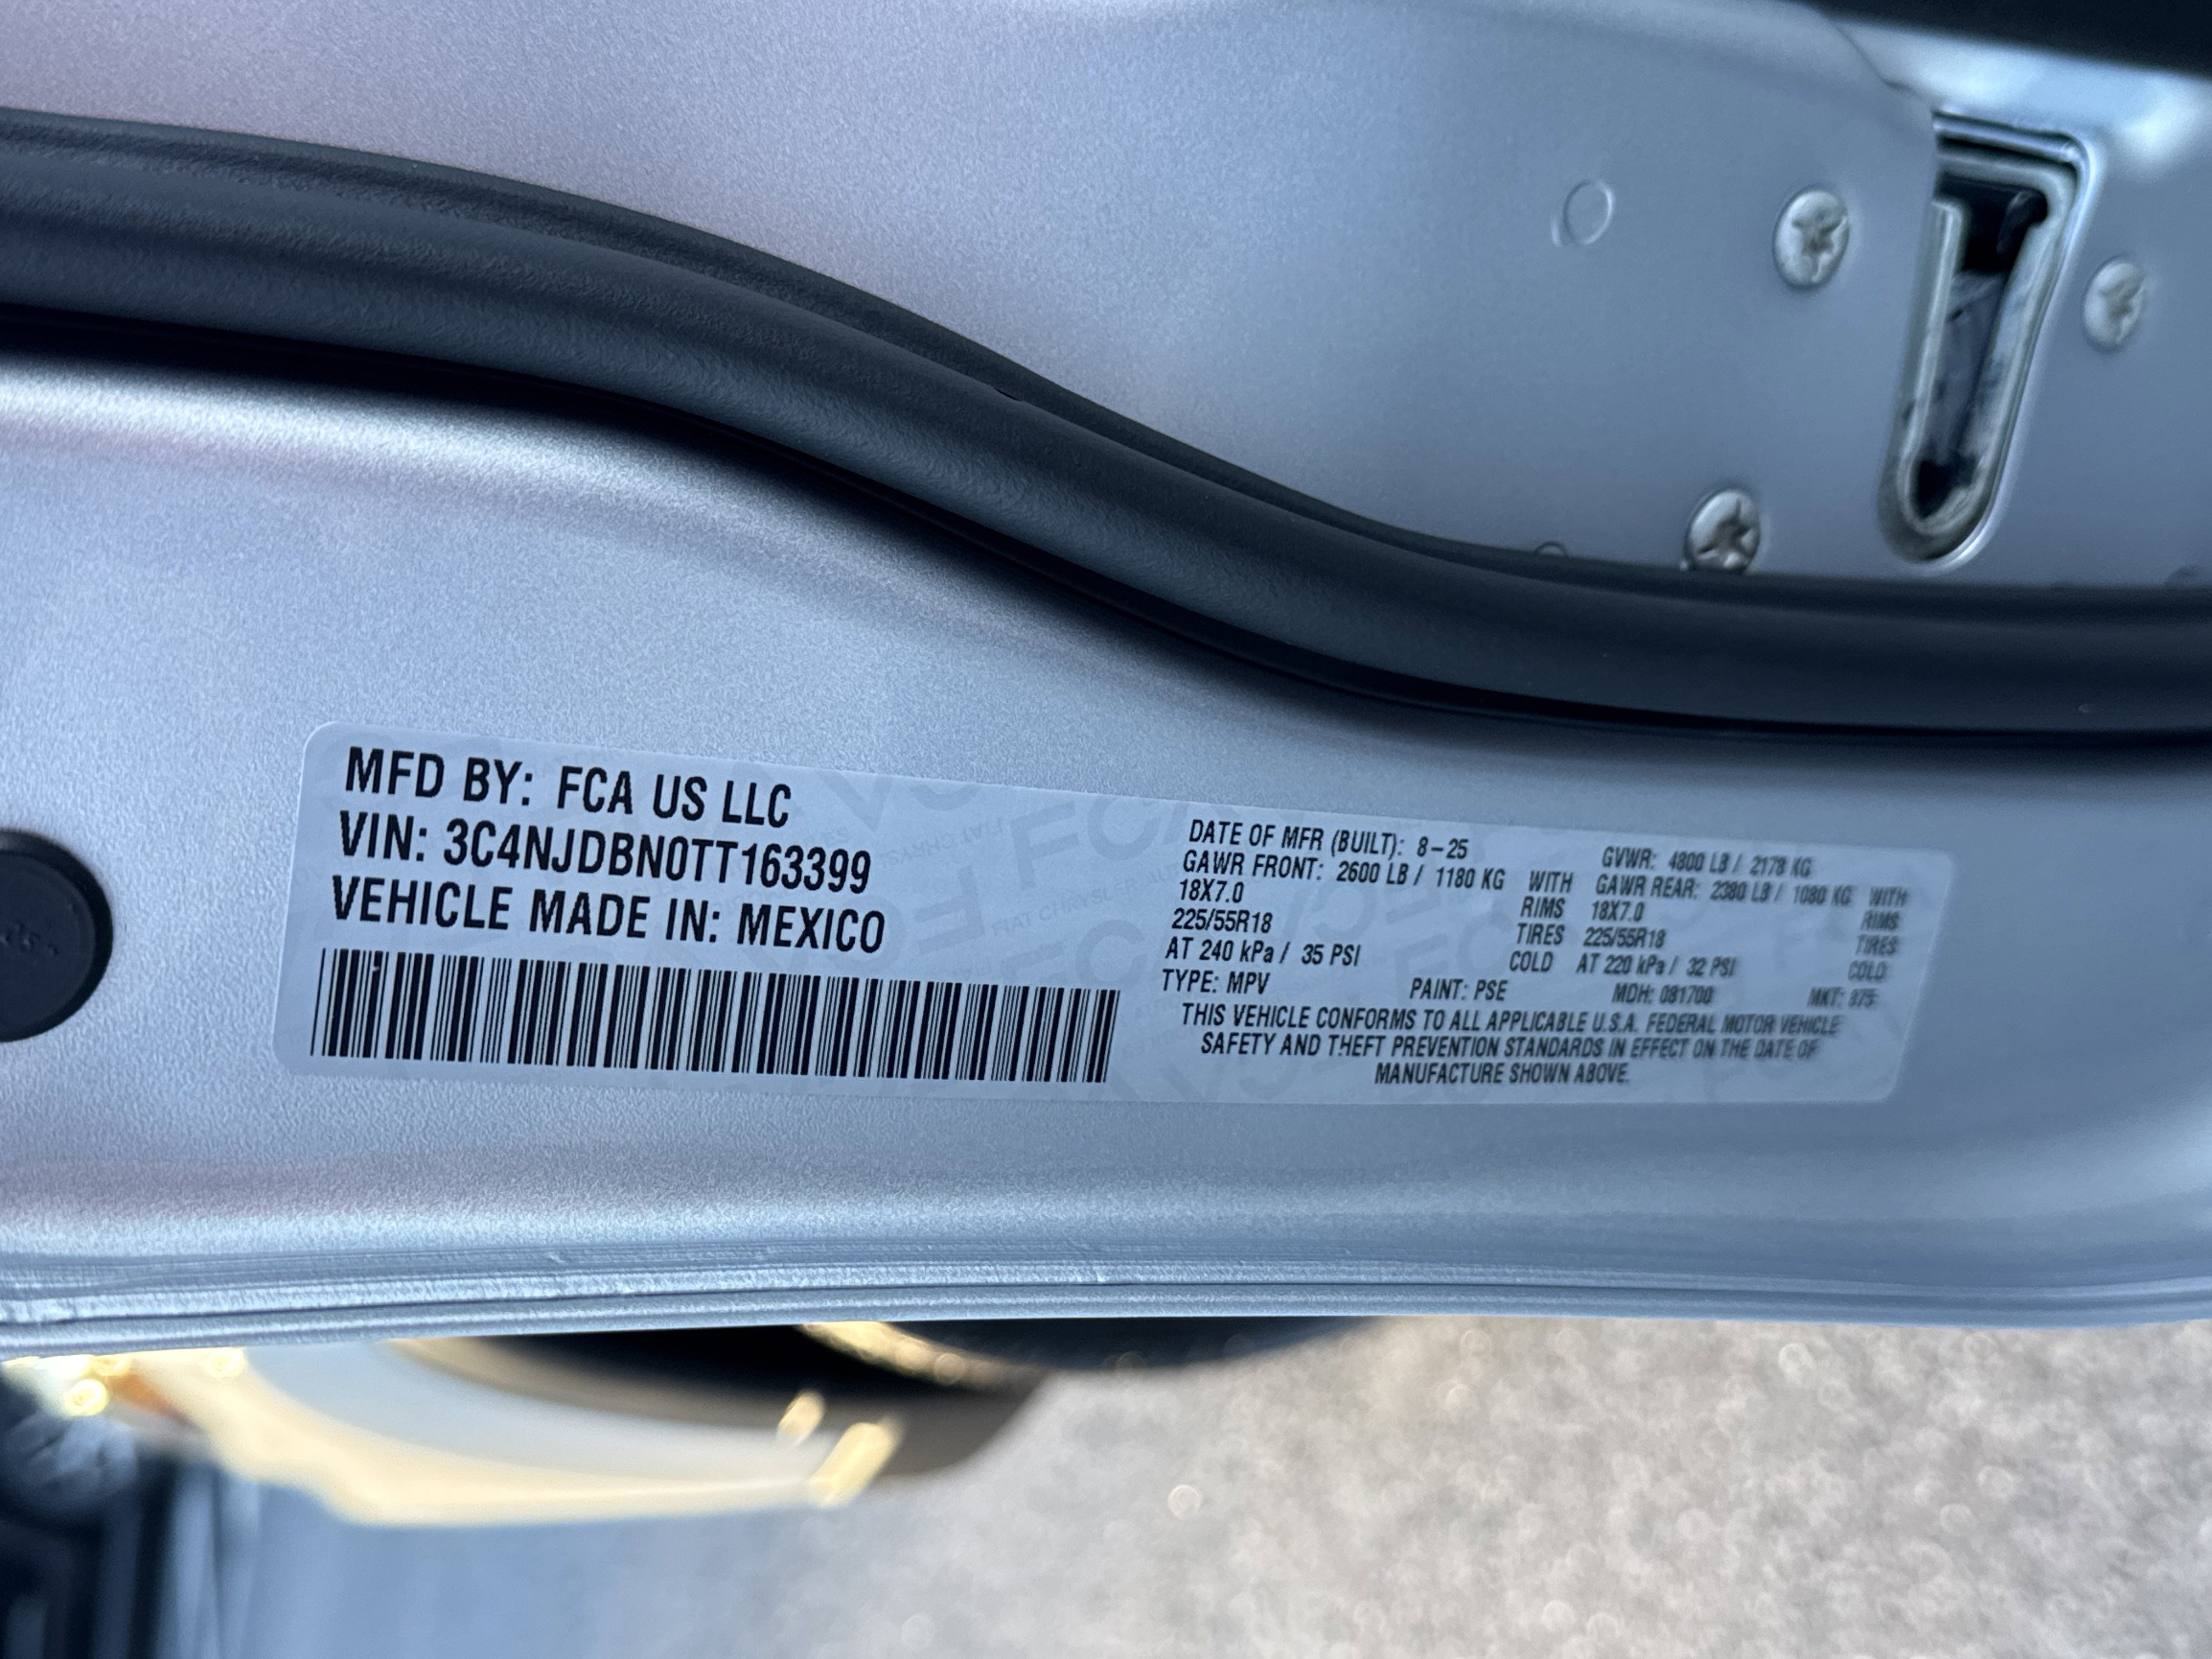 MFD BY: FCA US LLC
VIN: 3C4NJDBN0TT163399
VEHICLE MADE IN: MEXICO
DATE OF MFR (BUILT): 8-25 GVWR: 4800 LB / 2178 KG
GAWR FRONT: 2600 LB / 1180 KG WITH GAWR REAR: 2380 LB / 1080 KG WITH
18X7.0 RIMS 18X7.0 RIMS
225/55R18 TIRES 225/55R18 TIRES
AT 240 kPa / 35 PSI COLD AT 220 kPa / 32 PSI COLD
TYPE: MPV PAINT: PSE MDH: 081700 MKT:
THIS VEHICLE CONFORMS TO ALL APPLICABLE U.S.A. FEDERAL MOTOR VEHICLE
SAFETY AND THEFT PREVENTION STANDARDS IN EFFECT ON THE DATE OF
MANUFACTURE SHOWN ABOVE.